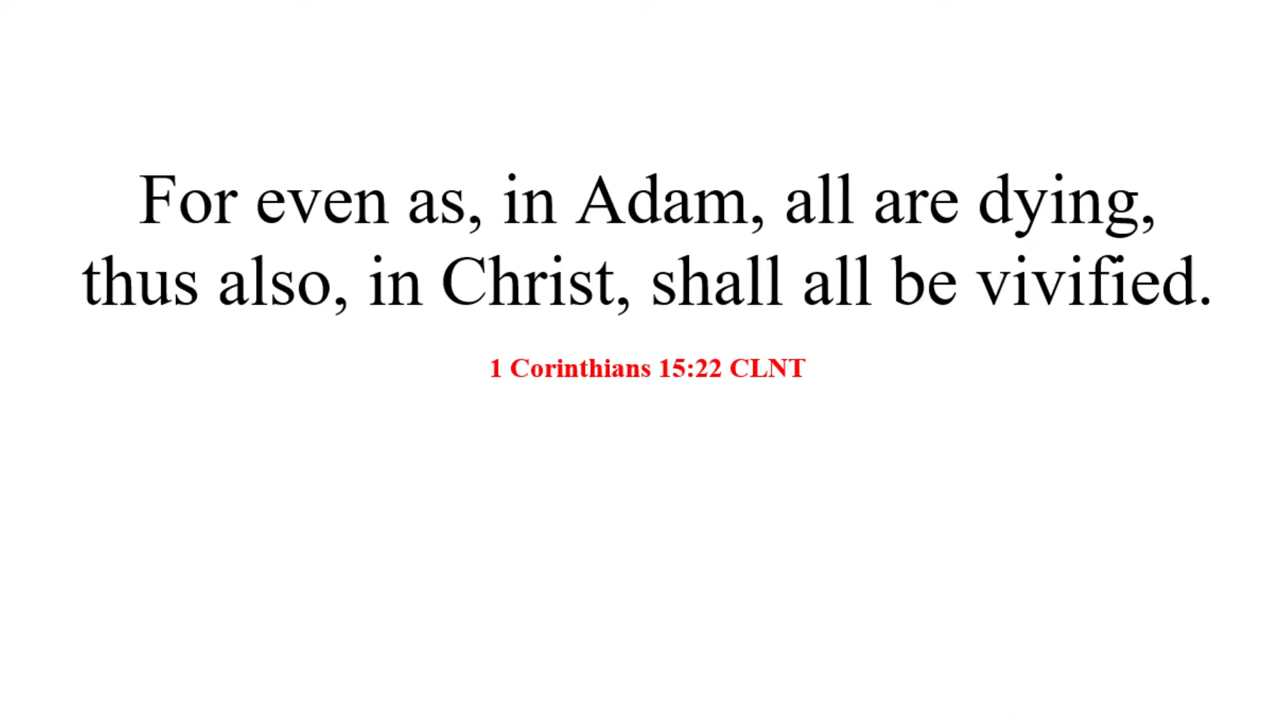 For even as, in Adam, all are dying,
thus also, in Christ, shall all be vivified.
1 Corinthians 15:22 CLNT